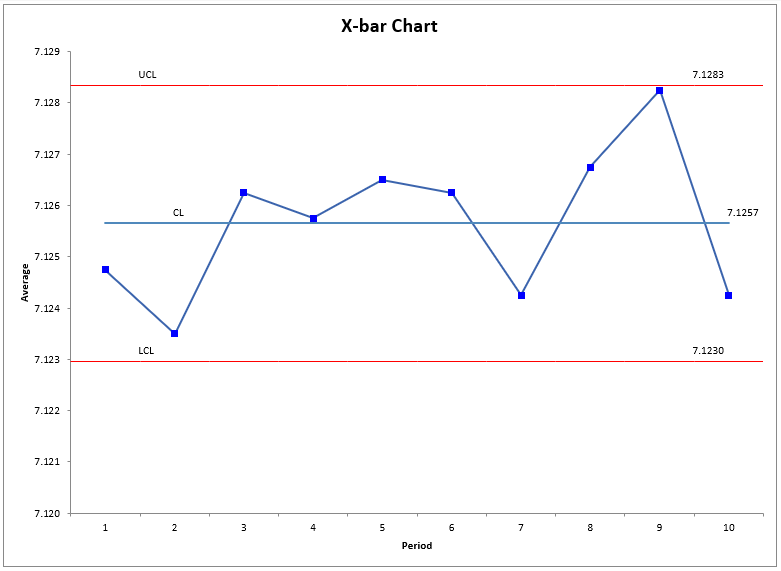 X-bar Chart
7.129
UCL 7.1283
7.128
7.127
7.126
CL 7.1257
7.125
Average
7.124
7.123
LCL 7.1230
7.122
7.121
7.120
1 2 3 4 5 6 7 8 9 10
Period